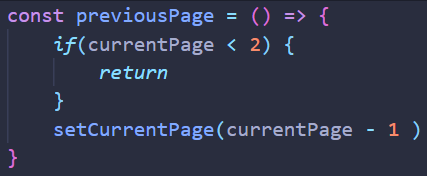 const previousPage = () => {
    if(currentPage < 2) {
        return
    }
    setCurrentPage(currentPage - 1 )
}